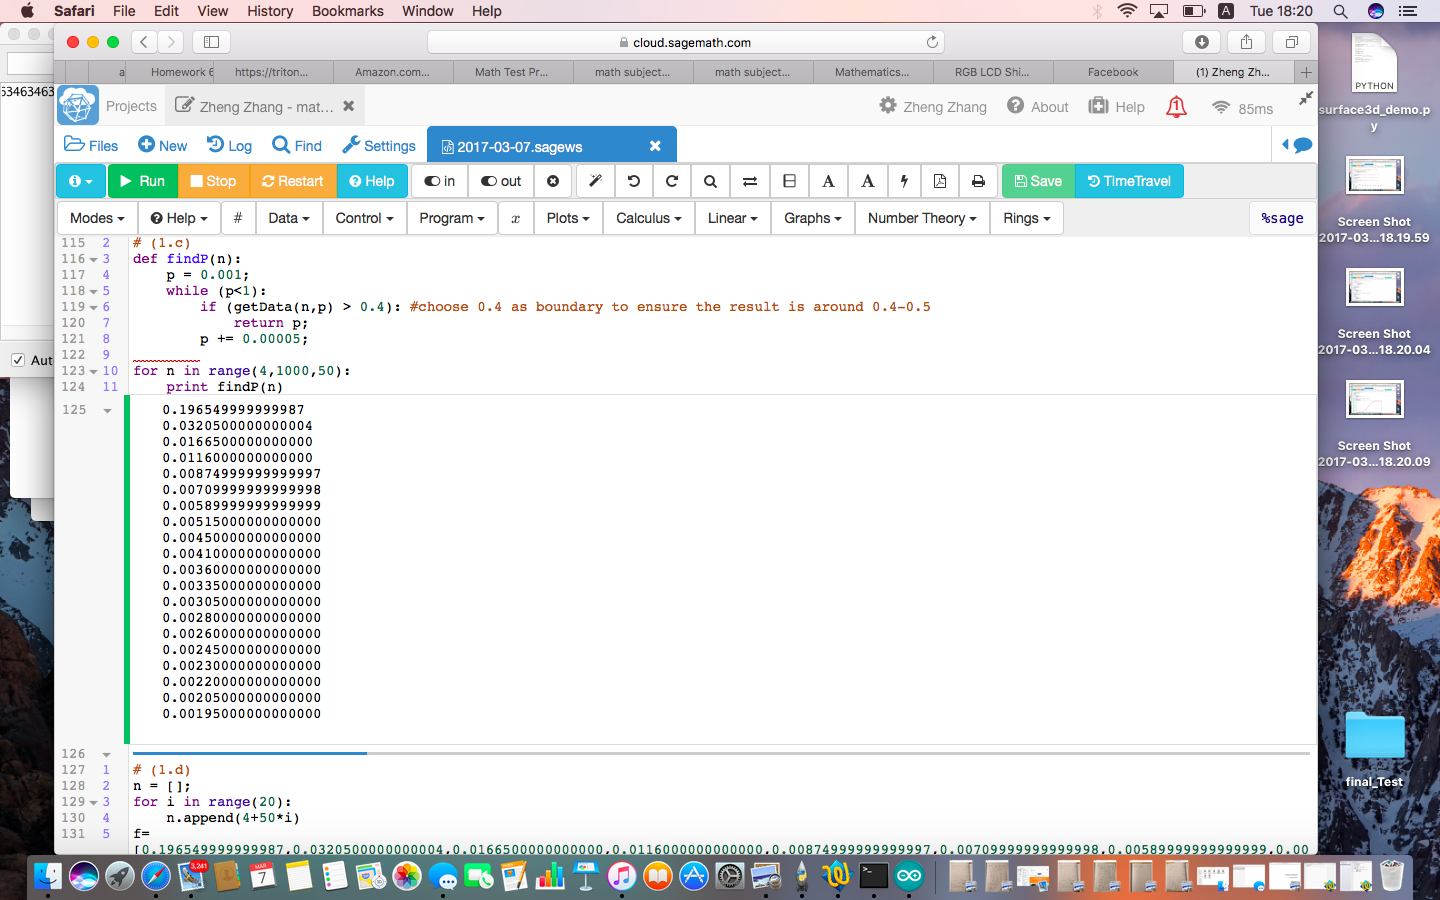 Safari File Edit View History Bookmarks Window Help
A Tue 18:20
cloud.sagemath.com
a Homework 6 https://triton... Amazon.com... Math Test Pr... math subject... math subject... Mathematics... RGB LCD Shi... Facebook (1) Zheng Zh...
53463463
Projects Zheng Zhang - mat... Zheng Zhang About Help 1 85ms
Files New Log Find Settings 2017-03-07.sagews
Run Stop Restart Help in out A A Save TimeTravel
Modes Help # Data Control Program x Plots Calculus Linear Graphs Number Theory Rings %sage
115 2 # (1.c)
116 3 def findP(n):
117 4 p = 0.001;
118 5 while (p<1):
119 6 if (getData(n,p) > 0.4): #choose 0.4 as boundary to ensure the result is around 0.4-0.5
120 7 return p;
121 8 p += 0.00005;
122 9
123 10 for n in range(4,1000,50):
124 11 print findP(n)
125
0.196549999999987
0.0320500000000004
0.0166500000000000
0.0116000000000000
0.00874999999999997
0.00709999999999998
0.00589999999999999
0.00515000000000000
0.00450000000000000
0.00410000000000000
0.00360000000000000
0.00335000000000000
0.00305000000000000
0.00280000000000000
0.00260000000000000
0.00245000000000000
0.00230000000000000
0.00220000000000000
0.00205000000000000
0.00195000000000000
126
127 1 # (1.d)
128 2 n = [];
129 3 for i in range(20):
130 4 n.append(4+50*i)
131 5 f=
[0.196549999999987,0.0320500000000004,0.0166500000000000,0.0116000000000000,0.00874999999999997,0.00709999999999998,0.00589999999999999,0.00
Aut
PYTHON
surface3d_demo.p
y
Screen Shot
2017-03...18.19.59
Screen Shot
2017-03...18.20.04
Screen Shot
2017-03...18.20.09
final_Test
3,241
MAR
7